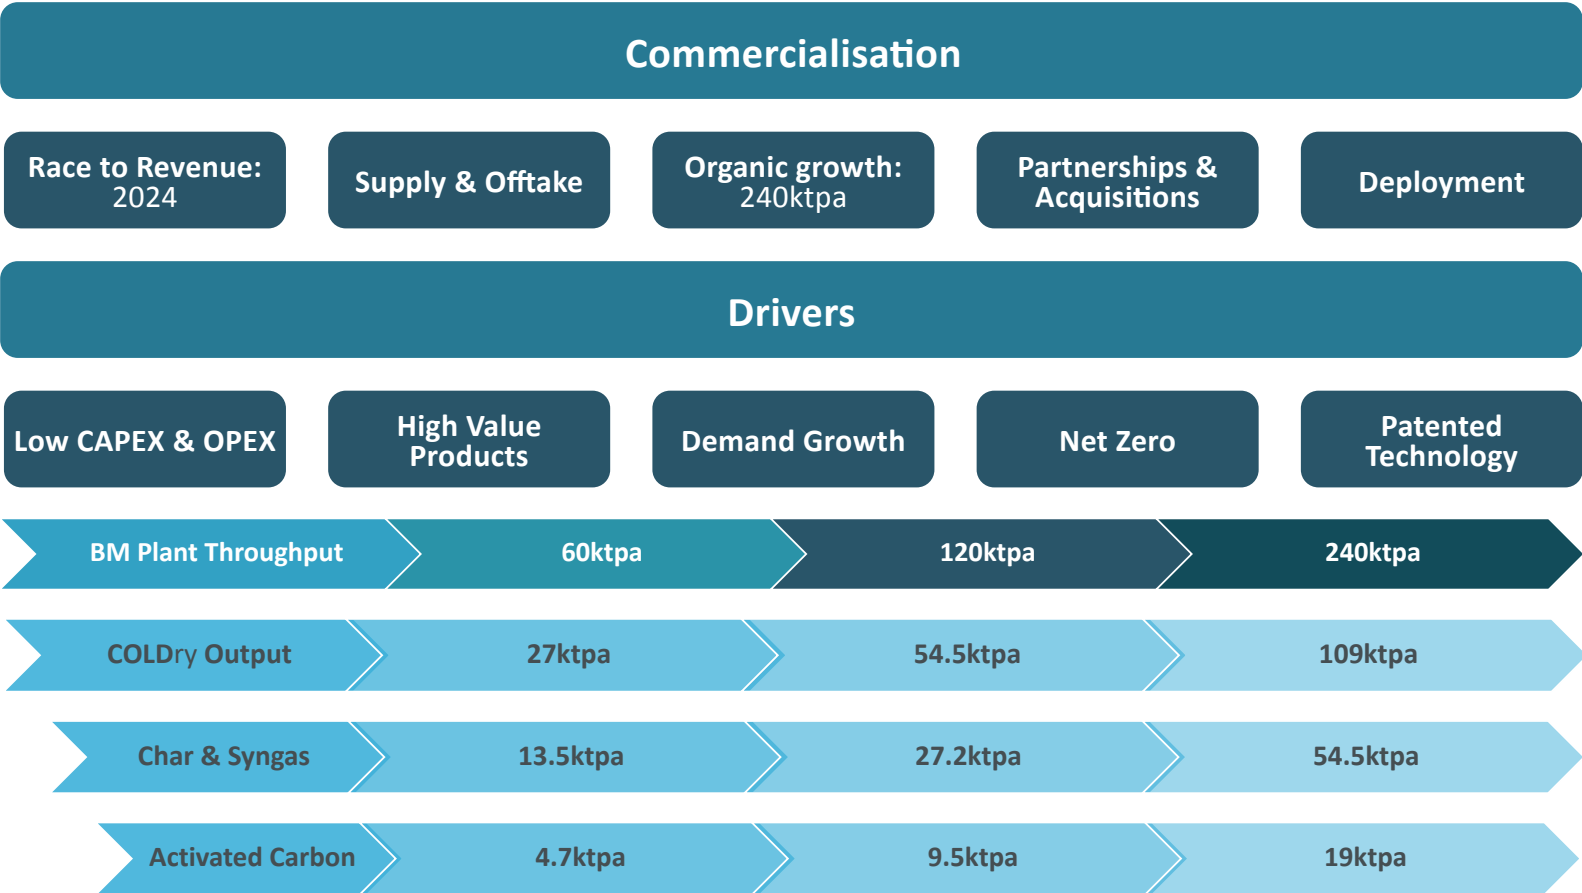 Commercialisation
Race to Revenue:
2024
Supply & Offtake
Organic growth:
240ktpa
Partnerships &
Acquisitions
Deployment
Drivers
Low CAPEX & OPEX
High Value
Products
Demand Growth
Net Zero
Patented
Technology
BM Plant Throughput
60ktpa
120ktpa
240ktpa
COLDry Output
27ktpa
54.5ktpa
109ktpa
Char & Syngas
13.5ktpa
27.2ktpa
54.5ktpa
Activated Carbon
4.7ktpa
9.5ktpa
19ktpa